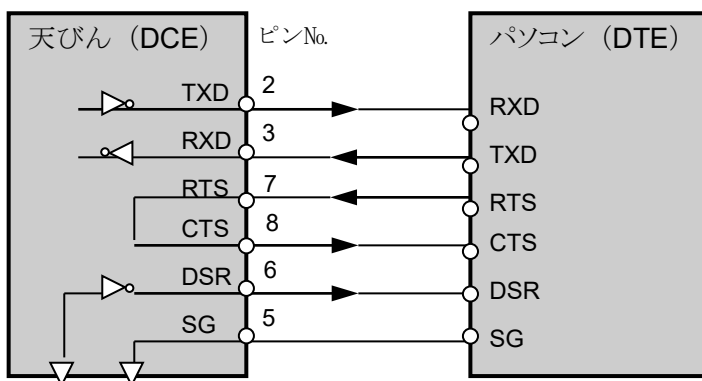 天びん（DCE）
ピンNo.
パソコン（DTE）
TXD 2 RXD
RXD 3 TXD
RTS 7 RTS
CTS 8 CTS
DSR 6 DSR
SG 5 SG